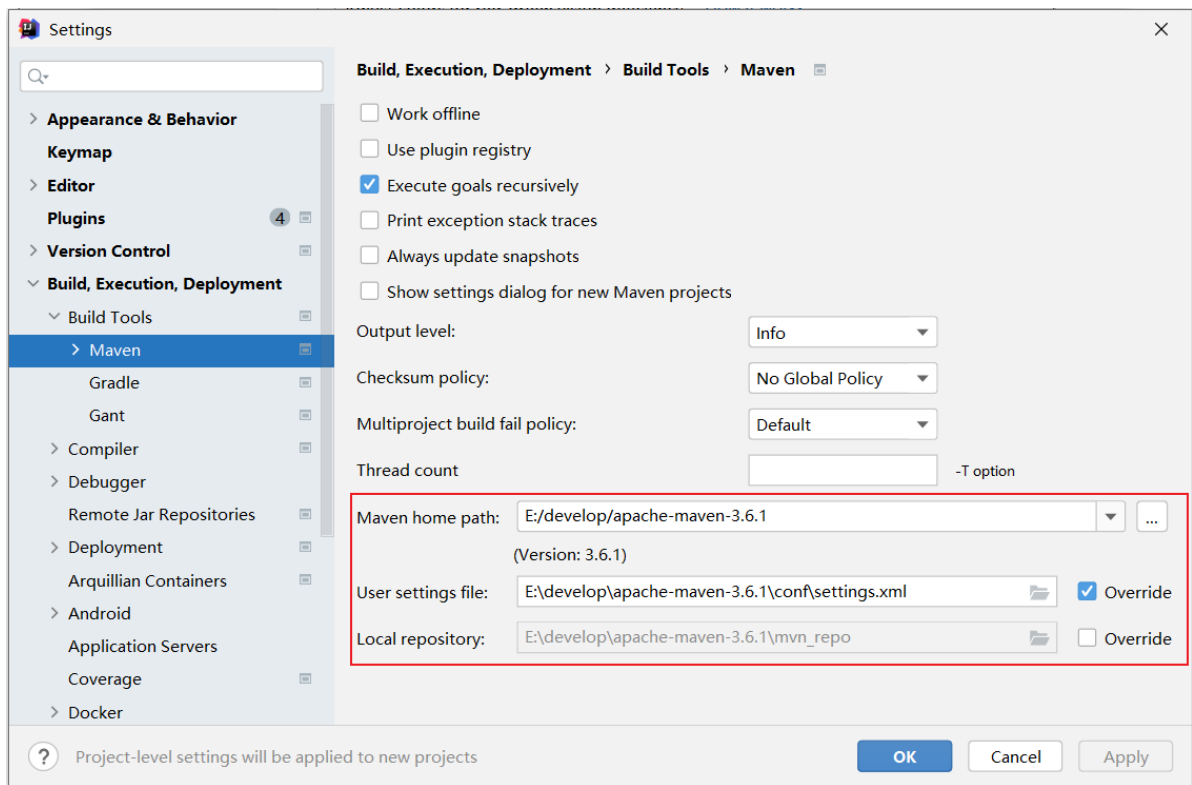 Settings
Appearance & Behavior
Keymap
Editor
Plugins 4
Version Control
Build, Execution, Deployment
Build Tools
Maven
Gradle
Gant
Compiler
Debugger
Remote Jar Repositories
Deployment
Arquillian Containers
Android
Application Servers
Coverage
Docker
Build, Execution, Deployment › Build Tools › Maven
Work offline
Use plugin registry
Execute goals recursively
Print exception stack traces
Always update snapshots
Show settings dialog for new Maven projects
Output level: Info
Checksum policy: No Global Policy
Multiproject build fail policy: Default
Thread count -T option
Maven home path: E:/develop/apache-maven-3.6.1 ...
(Version: 3.6.1)
User settings file: E:\develop\apache-maven-3.6.1\conf\settings.xml Override
Local repository: E:\develop\apache-maven-3.6.1\mvn_repo Override
? Project-level settings will be applied to new projects
OK Cancel Apply